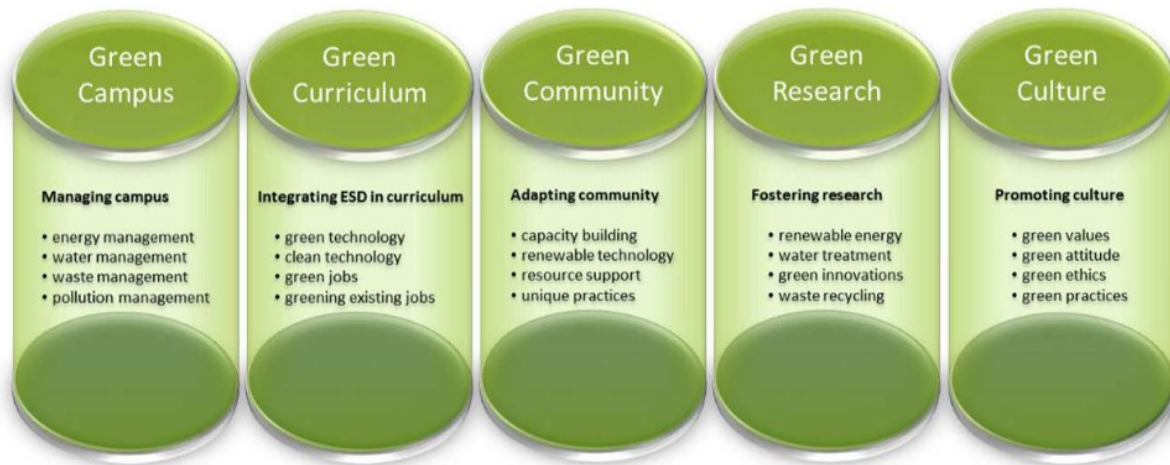 Green
Campus
Managing campus
• energy management
• water management
• waste management
• pollution management
Green
Curriculum
Integrating ESD in curriculum
• green technology
• clean technology
• green jobs
• greening existing jobs
Green
Community
Adapting community
• capacity building
• renewable technology
• resource support
• unique practices
Green
Research
Fostering research
• renewable energy
• water treatment
• green innovations
• waste recycling
Green
Culture
Promoting culture
• green values
• green attitude
• green ethics
• green practices